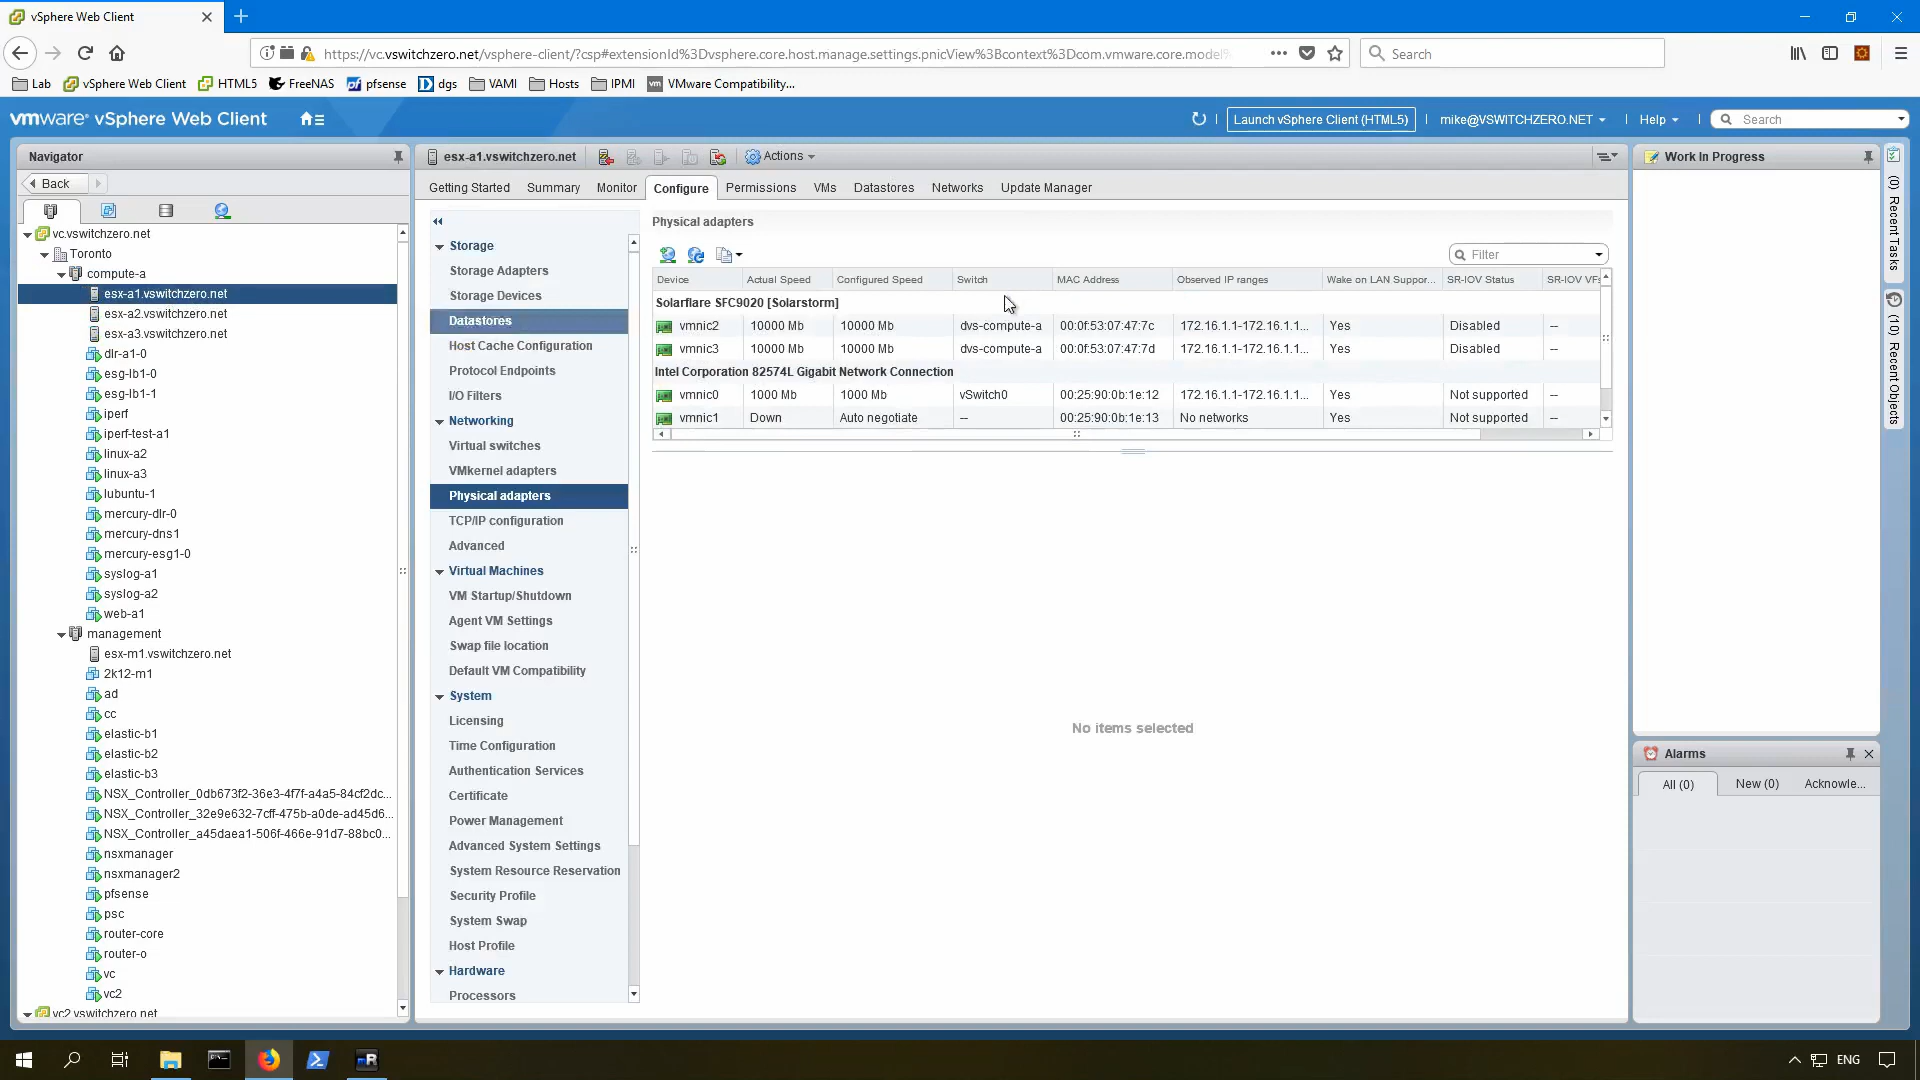 vSphere Web Client
https://vc.vswitchzero.net/vsphere-client/?csp#extensionId%3Dvsphere.core.host.manage.settings.pnicView%3Bcontext%3Dcom.vmware.core.model
Search
Lab
vSphere Web Client
HTML5
FreeNAS
pf pfsense
D dgs
VAMI
Hosts
IPMI
vm VMware Compatibility...
vmware® vSphere Web Client
Launch vSphere Client (HTML5)
mike@VSWITCHZERO.NET
Help
Search
Navigator
Back
vc.vswitchzero.net
Toronto
compute-a
esx-a1.vswitchzero.net
esx-a2.vswitchzero.net
esx-a3.vswitchzero.net
dlr-a1-0
esg-lb1-0
esg-lb1-1
iperf
iperf-test-a1
linux-a2
linux-a3
lubuntu-1
mercury-dlr-0
mercury-dns1
mercury-esg1-0
syslog-a1
syslog-a2
web-a1
management
esx-m1.vswitchzero.net
2k12-m1
ad
cc
elastic-b1
elastic-b2
elastic-b3
NSX_Controller_0db673f2-36e3-4f7f-a4a5-84cf2dc...
NSX_Controller_32e9e632-7cff-475b-a0de-ad45d6...
NSX_Controller_a45daea1-506f-466e-91d7-88bc0...
nsxmanager
nsxmanager2
pfsense
psc
router-core
router-o
vc
vc2
vc2.vswitchzero.net
esx-a1.vswitchzero.net
Actions
Getting Started Summary Monitor Configure Permissions VMs Datastores Networks Update Manager
Storage
Storage Adapters
Storage Devices
Datastores
Host Cache Configuration
Protocol Endpoints
I/O Filters
Networking
Virtual switches
VMkernel adapters
Physical adapters
TCP/IP configuration
Advanced
Virtual Machines
VM Startup/Shutdown
Agent VM Settings
Swap file location
Default VM Compatibility
System
Licensing
Time Configuration
Authentication Services
Certificate
Power Management
Advanced System Settings
System Resource Reservation
Security Profile
System Swap
Host Profile
Hardware
Processors
Physical adapters
Filter
Device Actual Speed Configured Speed Switch MAC Address Observed IP ranges Wake on LAN Suppor... SR-IOV Status SR-IOV VFs
Solarflare SFC9020 [Solarstorm]
vmnic2 10000 Mb 10000 Mb dvs-compute-a 00:0f:53:07:47:7c 172.16.1.1-172.16.1.1... Yes Disabled --
vmnic3 10000 Mb 10000 Mb dvs-compute-a 00:0f:53:07:47:7d 172.16.1.1-172.16.1.1... Yes Disabled --
Intel Corporation 82574L Gigabit Network Connection
vmnic0 1000 Mb 1000 Mb vSwitch0 00:25:90:0b:1e:12 172.16.1.1-172.16.1.1... Yes Not supported --
vmnic1 Down Auto negotiate -- 00:25:90:0b:1e:13 No networks Yes Not supported --
No items selected
Work In Progress
Alarms
All (0) New (0) Acknowle...
(0) Recent Tasks
(10) Recent Objects
ENG